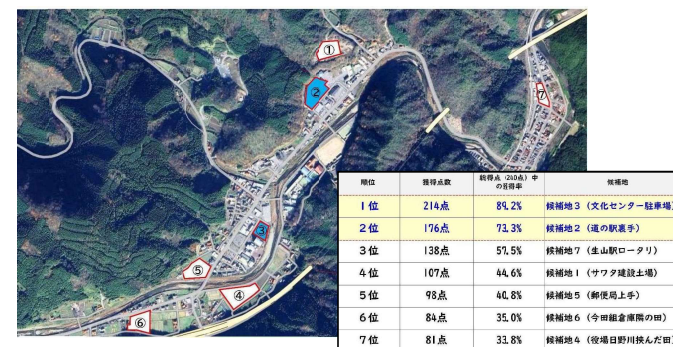 ①
②
⑦
③
⑤
④
⑥
順位 獲得点数 総得点(240点)中の獲得率 候補地
1位 214点 89.2% 候補地3(文化センター駐車場)
2位 176点 73.3% 候補地2(道の駅裏手)
3位 138点 57.5% 候補地7(生山駅ロータリ)
4位 107点 44.6% 候補地1(サワタ建設土場)
5位 98点 40.8% 候補地5(郵便局上手)
6位 84点 35.0% 候補地6(今田組倉庫隣の田)
7位 81点 33.8% 候補地4(役場日野川挟んだ田)